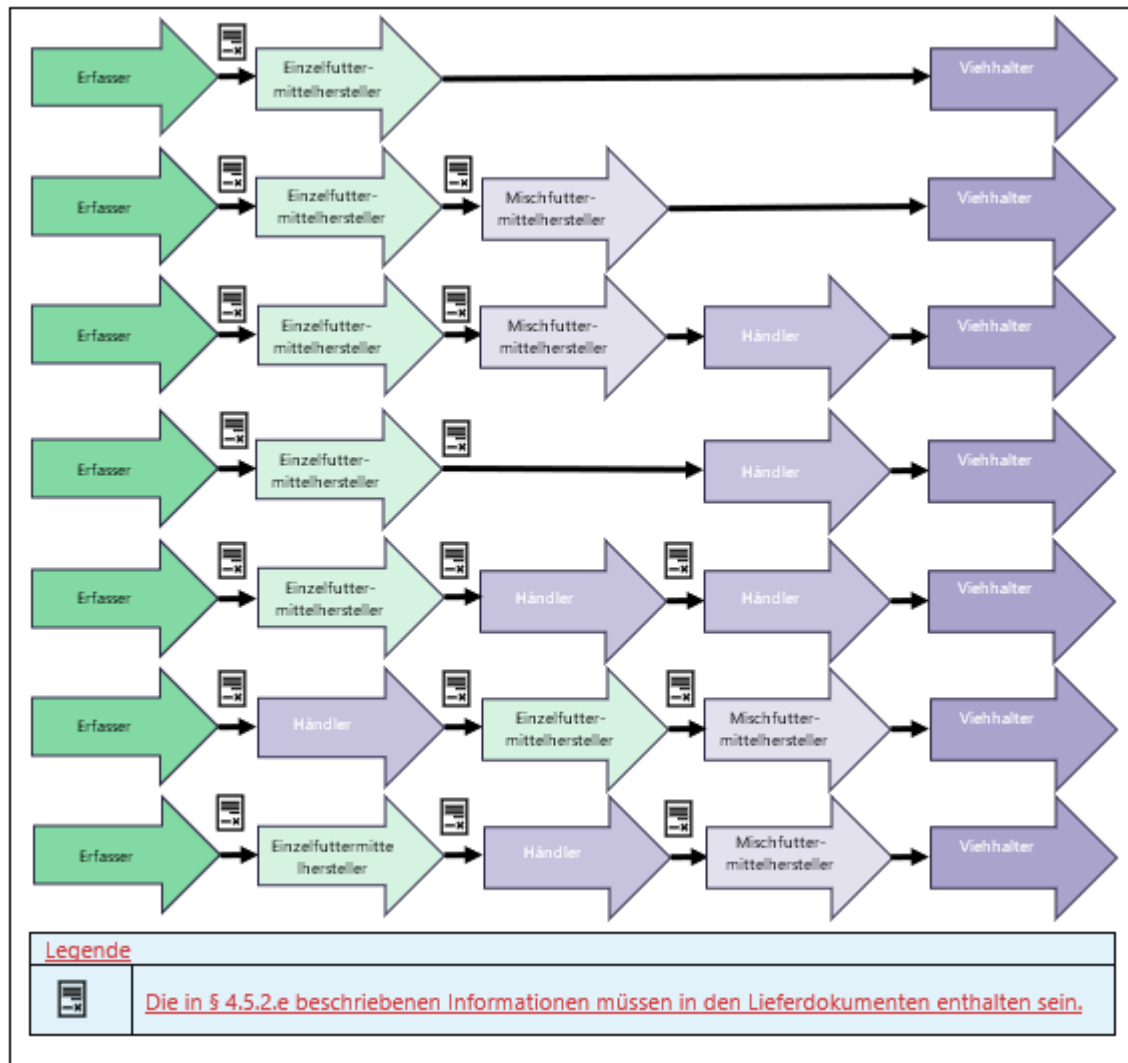 Erfasser
Einzelfutter-
mittelhersteller
Viehhalter
Erfasser
Einzelfutter-
mittelhersteller
Mischfutter-
mittelhersteller
Viehhalter
Erfasser
Einzelfutter-
mittelhersteller
Mischfutter-
mittelhersteller
Händler
Viehhalter
Erfasser
Einzelfutter-
mittelhersteller
Händler
Viehhalter
Erfasser
Einzelfutter-
mittelhersteller
Händler
Händler
Viehhalter
Erfasser
Händler
Einzelfutter-
mittelhersteller
Mischfutter-
mittelhersteller
Viehhalter
Erfasser
Einzelfuttermitte
lhersteller
Händler
Mischfutter-
mittelhersteller
Viehhalter
Legende
Die in § 4.5.2.e beschriebenen Informationen müssen in den Lieferdokumenten enthalten sein.